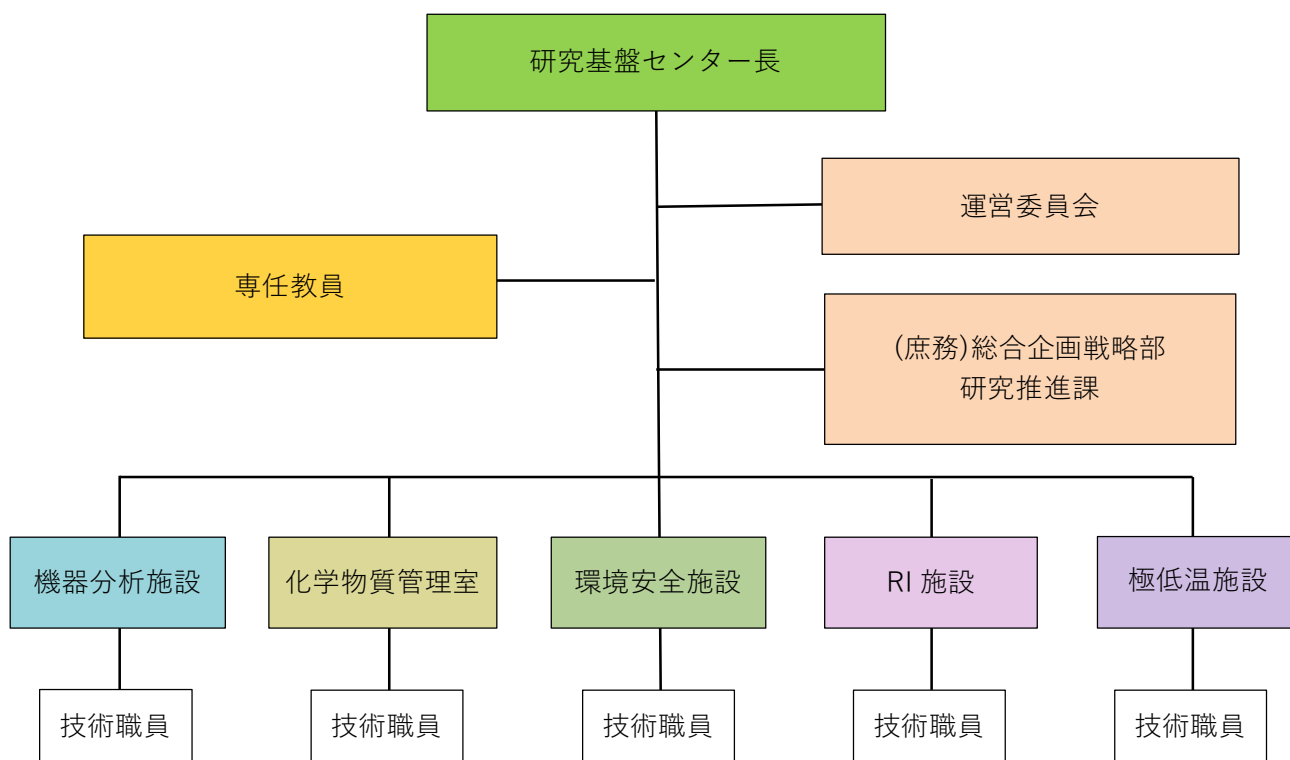 研究基盤センター長
運営委員会
専任教員
(庶務)総合企画戦略部
研究推進課
機器分析施設
化学物質管理室
環境安全施設
RI 施設
極低温施設
技術職員
技術職員
技術職員
技術職員
技術職員